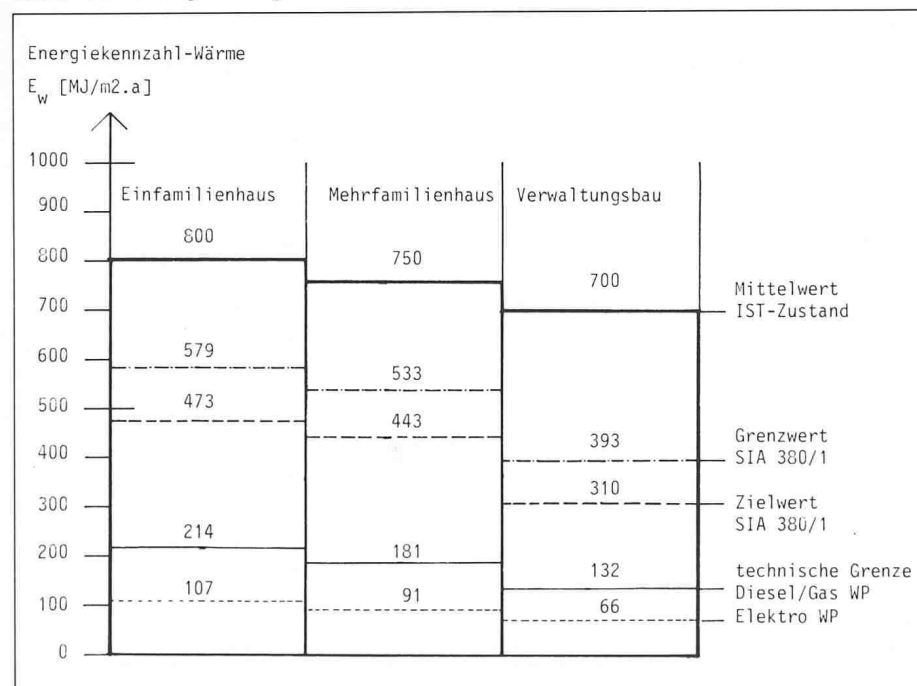 Energiekennzahl-Wärme
E_w [MJ/m2.a]
1000
900
800
700
600
500
400
300
200
100
0
Einfamilienhaus
800
579
473
214
107
Mehrfamilienhaus
750
533
443
181
91
Verwaltungsbau
700
393
310
132
66
Mittelwert
IST-Zustand
Grenzwert
SIA 380/1
Zielwert
SIA 380/1
technische Grenze
Diesel/Gas WP
Elektro WP